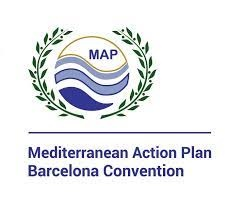 MAP
Mediterranean Action Plan
Barcelona Convention